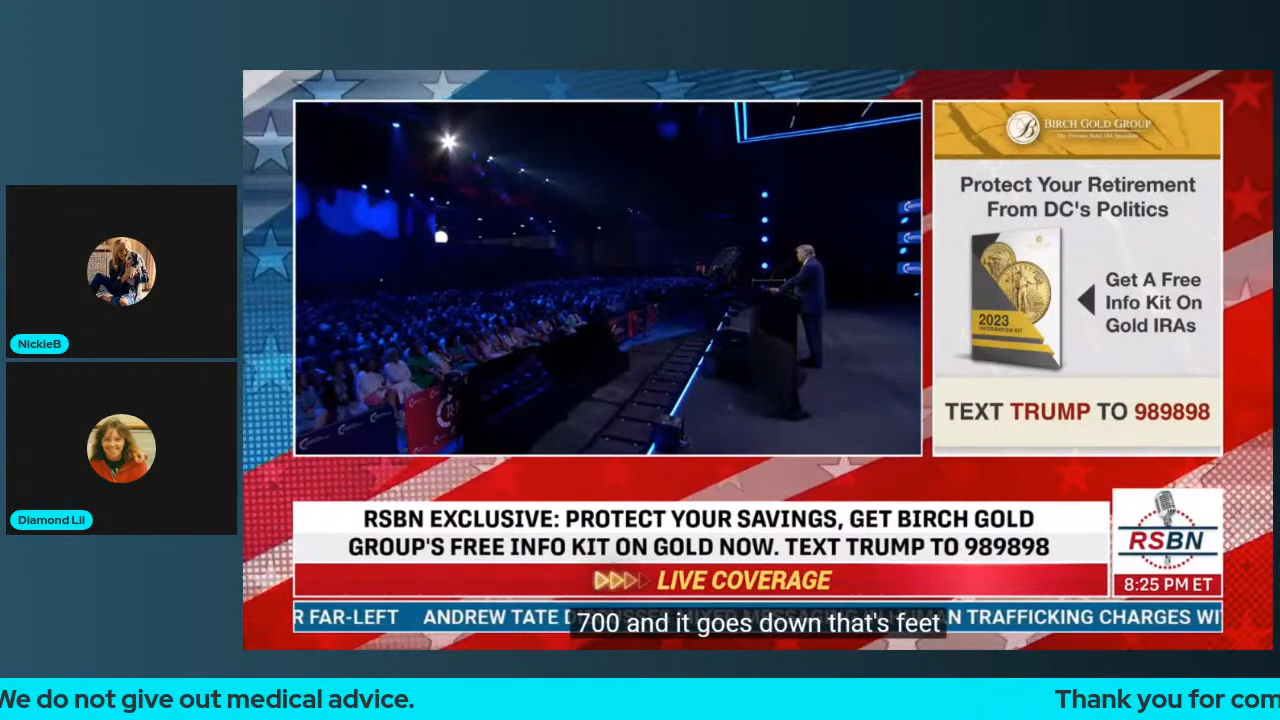 NickieB
Diamond Lil
BIRCH GOLD GROUP
Protect Your Retirement
From DC's Politics
2023
INFORMATION KIT
Get A Free
Info Kit On
Gold IRAs
TEXT TRUMP TO 989898
RSBN EXCLUSIVE: PROTECT YOUR SAVINGS, GET BIRCH GOLD
GROUP'S FREE INFO KIT ON GOLD NOW. TEXT TRUMP TO 989898
LIVE COVERAGE
RSBN
8:25 PM ET
R FAR-LEFT ANDREW TATE N TRAFFICKING CHARGES WI
700 and it goes down that's feet
We do not give out medical advice.
Thank you for com